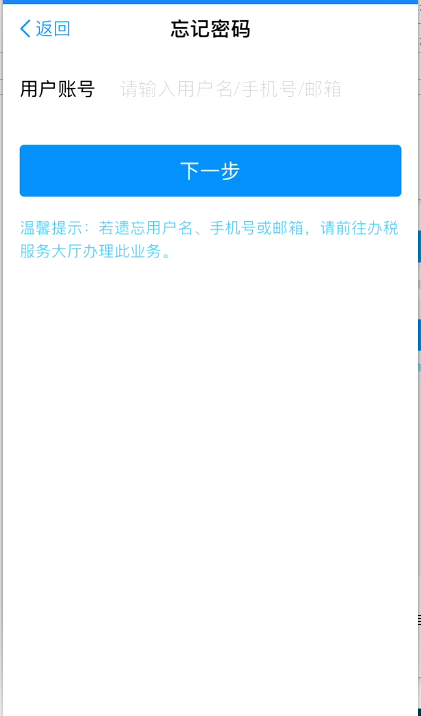 返回
忘记密码
用户账号 请输入用户名/手机号/邮箱
下一步
温馨提示：若遗忘用户名、手机号或邮箱，请前往办税
服务大厅办理此业务。